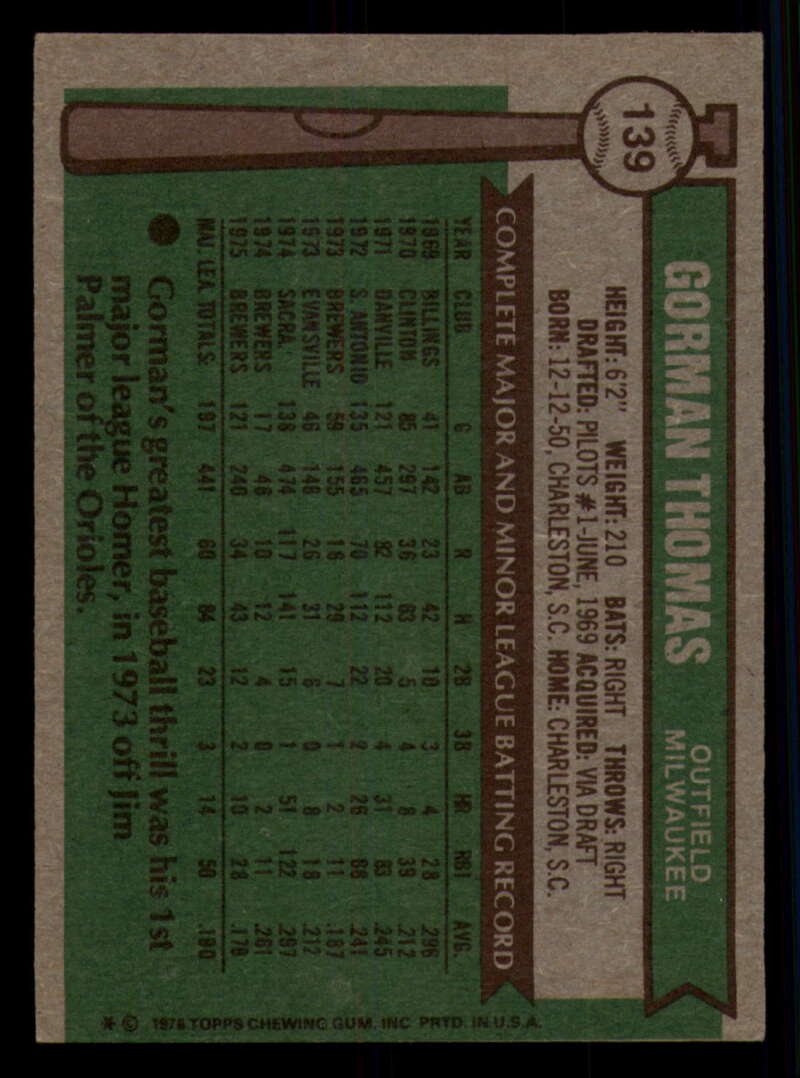 139
GORMAN THOMAS
OUTFIELD
MILWAUKEE
HEIGHT: 6'2" WEIGHT: 210 BATS: RIGHT THROWS: RIGHT
DRAFTED: PILOTS #1-JUNE, 1969 ACQUIRED: VIA DRAFT
BORN: 12-12-50, CHARLESTON, S.C. HOME: CHARLESTON, S.C.
COMPLETE MAJOR AND MINOR LEAGUE BATTING RECORD
YEAR CLUB G AB R H 2B 3B HR RBI AVG.
1969 BILLINGS 41 142 23 42 10 3 4 28 .296
1970 CLINTON 85 297 36 63 5 4 8 39 .212
1971 DANVILLE 121 457 82 112 20 4 31 83 .245
1972 S. ANTONIO 135 465 70 112 22 2 26 68 .241
1973 BREWERS 59 155 16 29 7 1 2 11 .187
1973 EVANSVILLE 46 146 26 31 6 0 8 18 .212
1974 SACRA. 138 474 117 141 15 1 51 122 .297
1974 BREWERS 17 46 10 12 4 0 2 11 .261
1975 BREWERS 121 240 34 43 12 2 10 28 .179
MAJ. LEA. TOTALS: 197 441 60 84 23 3 14 50 .190
Gorman's greatest baseball thrill was his 1st
major league Homer, in 1973 off Jim
Palmer of the Orioles.
* © 1976 TOPPS CHEWING GUM, INC. PRTD. IN U.S.A.